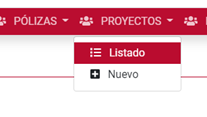 PÓLIZAS PROYECTOS
Listado
Nuevo